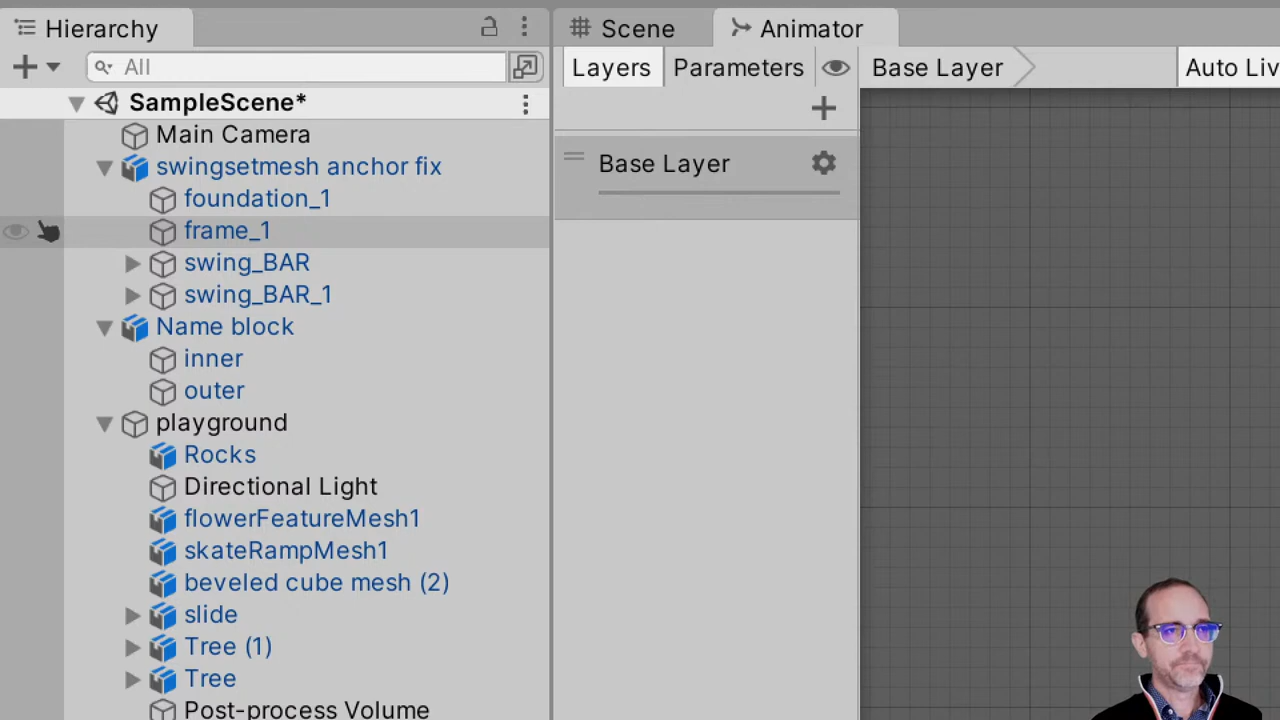 Hierarchy
All
SampleScene*
Main Camera
swingsetmesh anchor fix
foundation_1
frame_1
swing_BAR
swing_BAR_1
Name block
inner
outer
playground
Rocks
Directional Light
flowerFeatureMesh1
skateRampMesh1
beveled cube mesh (2)
slide
Tree (1)
Tree
Post-process Volume
Scene
Animator
Layers
Parameters
Base Layer
Auto Liv
Base Layer